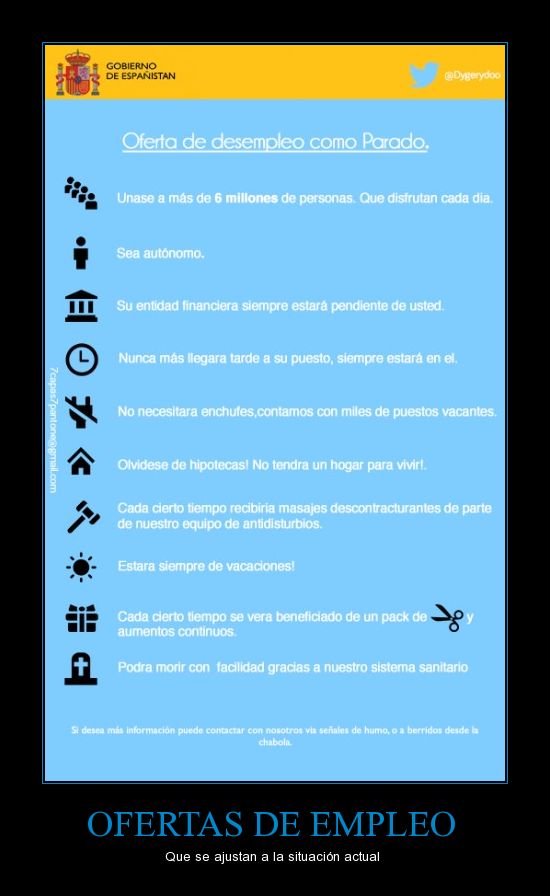 GOBIERNO
DE ESPAÑISTAN
@Dygerydoo
Oferta de desempleo como Parado.
Unase a más de 6 millones de personas. Que disfrutan cada dia.
Sea autónomo.
Su entidad financiera siempre estará pendiente de usted.
Nunca más llegara tarde a su puesto, siempre estará en el.
No necesitara enchufes,contamos con miles de puestos vacantes.
Olvidese de hipotecas! No tendra un hogar para vivir!.
Cada cierto tiempo recibiria masajes descontracturantes de parte
de nuestro equipo de antidisturbios.
Estara siempre de vacaciones!
Cada cierto tiempo se vera beneficiado de un pack de y
aumentos continuos.
Podra morir con facilidad gracias a nuestro sistema sanitario
7capas7pantone@gmail.com
Si desea más información puede contactar con nosotros via señales de humo, o a berridos desde la
chabola.
OFERTAS DE EMPLEO
Que se ajustan a la situación actual